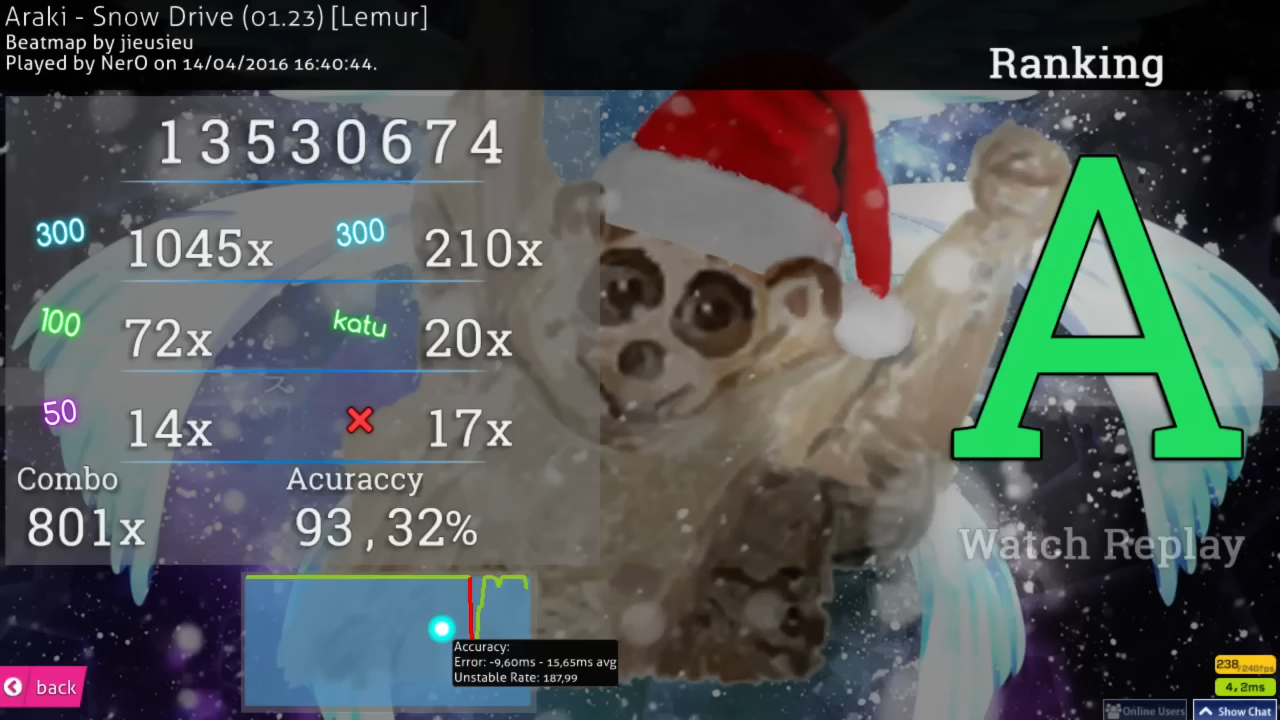 Araki - Snow Drive (01.23) [Lemur]
Beatmap by jieusieu
Played by NerO on 14/04/2016 16:40:44.
Ranking
13530674
300 1045x 300 210x
100 72x katu 20x
50 14x 17x
Combo Acuraccy
801x 93,32%
A
Watch Replay
Accuracy:
Error: -9,60ms - 15,65ms avg
Unstable Rate: 187,99
back
238/240fps
4,2ms
Online Users Show Chat